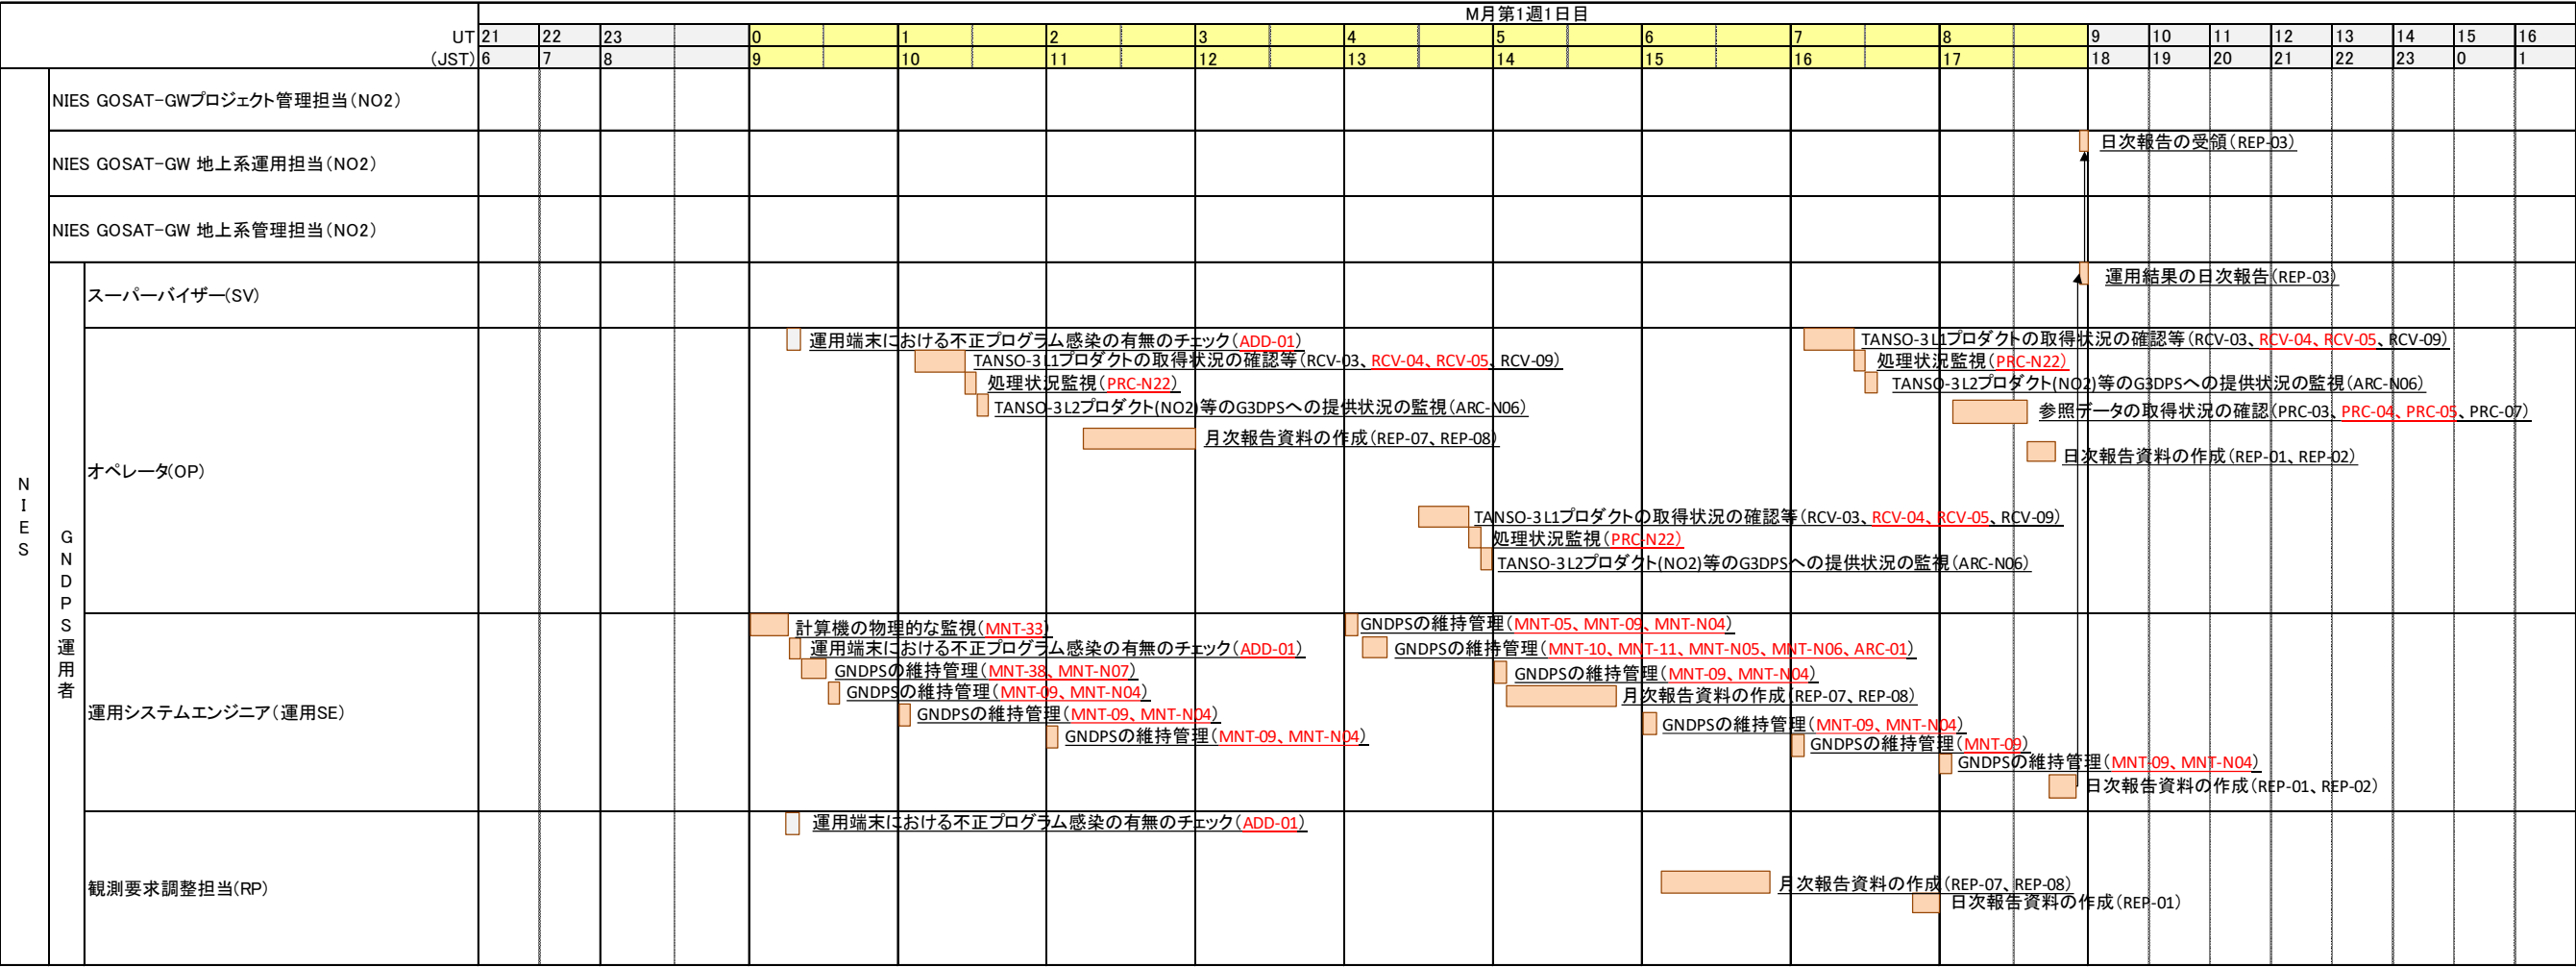 M月第1週1日目
UT 21 22 23 0 1 2 3 4 5 6 7 8 9 10 11 12 13 14 15 16
(JST) 6 7 8 9 10 11 12 13 14 15 16 17 18 19 20 21 22 23 0 1
NIES
NIES GOSAT-GWプロジェクト管理担当(NO2)
NIES GOSAT-GW 地上系運用担当(NO2)
日次報告の受領(REP-03)
NIES GOSAT-GW 地上系管理担当(NO2)
GNDPS運用者
スーパーバイザー(SV)
運用結果の日次報告(REP-03)
オペレータ(OP)
運用端末における不正プログラム感染の有無のチェック(ADD-01)
TANSO-3 L1プロダクトの取得状況の確認等(RCV-03、RCV-04、RCV-05、RCV-09)
処理状況監視(PRC-N22)
TANSO-3 L2プロダクト(NO2)等のG3DPSへの提供状況の監視(ARC-N06)
月次報告資料の作成(REP-07、REP-08)
TANSO-3 L1プロダクトの取得状況の確認等(RCV-03、RCV-04、RCV-05、RCV-09)
処理状況監視(PRC-N22)
TANSO-3 L2プロダクト(NO2)等のG3DPSへの提供状況の監視(ARC-N06)
TANSO-3 L1プロダクトの取得状況の確認等(RCV-03、RCV-04、RCV-05、RCV-09)
処理状況監視(PRC-N22)
TANSO-3 L2プロダクト(NO2)等のG3DPSへの提供状況の監視(ARC-N06)
参照データの取得状況の確認(PRC-03、PRC-04、PRC-05、PRC-07)
日次報告資料の作成(REP-01、REP-02)
運用システムエンジニア(運用SE)
計算機の物理的な監視(MNT-33)
運用端末における不正プログラム感染の有無のチェック(ADD-01)
GNDPSの維持管理(MNT-38、MNT-N07)
GNDPSの維持管理(MNT-09、MNT-N04)
GNDPSの維持管理(MNT-09、MNT-N04)
GNDPSの維持管理(MNT-09、MNT-N04)
GNDPSの維持管理(MNT-05、MNT-09、MNT-N04)
GNDPSの維持管理(MNT-10、MNT-11、MNT-N05、MNT-N06、ARC-01)
GNDPSの維持管理(MNT-09、MNT-N04)
月次報告資料の作成(REP-07、REP-08)
GNDPSの維持管理(MNT-09、MNT-N04)
GNDPSの維持管理(MNT-09)
GNDPSの維持管理(MNT-09、MNT-N04)
日次報告資料の作成(REP-01、REP-02)
観測要求調整担当(RP)
運用端末における不正プログラム感染の有無のチェック(ADD-01)
月次報告資料の作成(REP-07、REP-08)
日次報告資料の作成(REP-01)